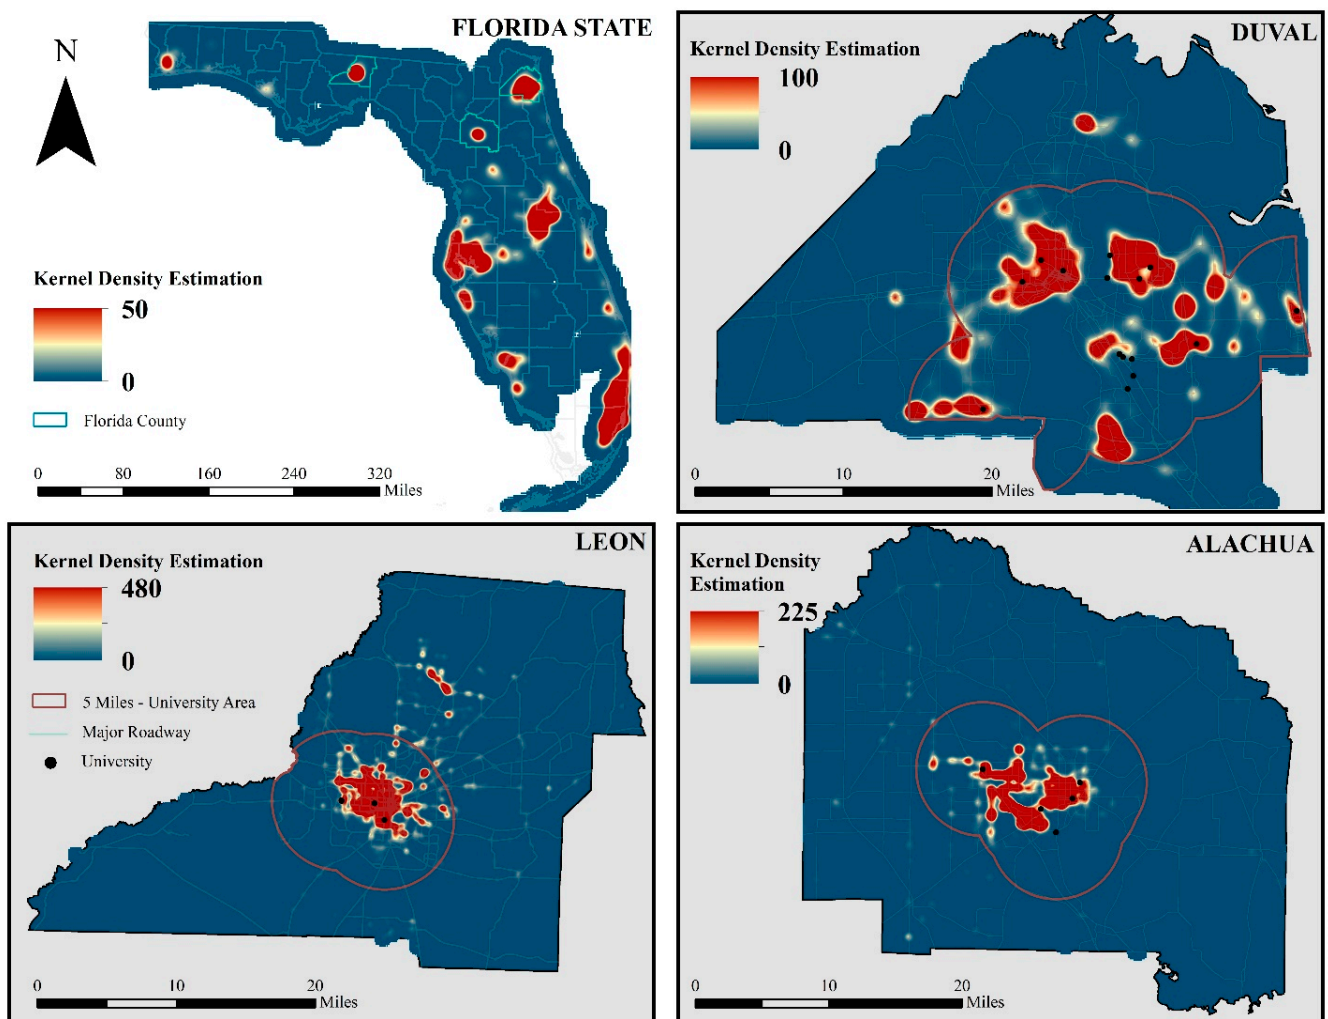 FLORIDA STATE
N
Kernel Density Estimation
50
0
Florida County
0 80 160 240 320
Miles
DUVAL
Kernel Density Estimation
100
0
0 10 20
Miles
LEON
Kernel Density Estimation
480
0
5 Miles - University Area
Major Roadway
University
0 10 20
Miles
ALACHUA
Kernel Density
Estimation
225
0
0 10 20
Miles